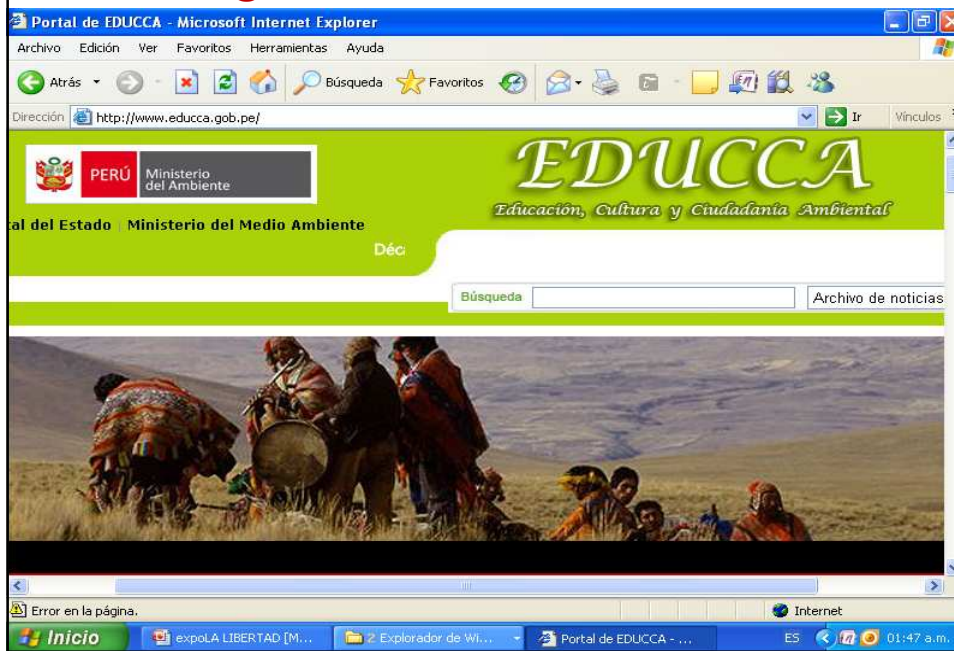 Portal de EDUCCA - Microsoft Internet Explorer
Archivo Edición Ver Favoritos Herramientas Ayuda
Atrás Búsqueda Favoritos
Dirección http://www.educca.gob.pe/ Ir Vínculos
PERÚ Ministerio del Ambiente
EDUCCA
Educación, Cultura y Ciudadanía Ambiental
tal del Estado | Ministerio del Medio Ambiente
Déc
Búsqueda Archivo de noticias
Error en la página. Internet
Inicio expoLA LIBERTAD [M... 2 Explorador de Wi... Portal de EDUCCA - ... ES 01:47 a.m.